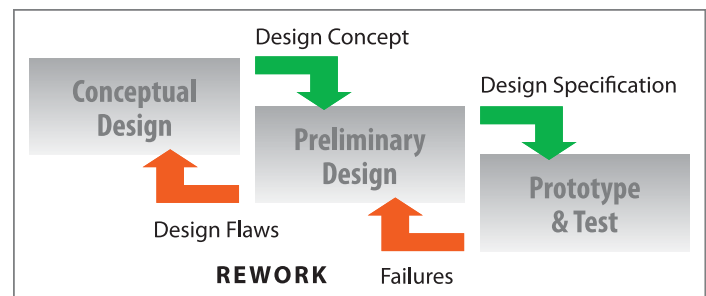 Design Concept
Conceptual
Design
Design Specification
Preliminary
Design
Prototype
& Test
Design Flaws
REWORK
Failures